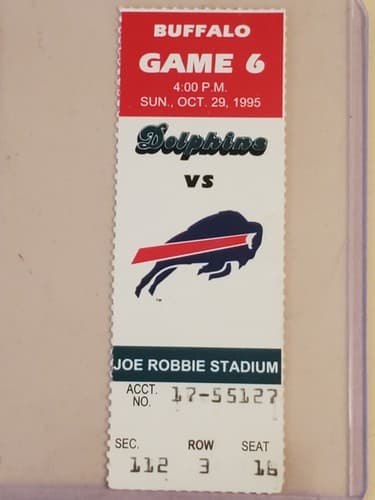 BUFFALO
GAME 6
4:00 P.M.
SUN., OCT. 29, 1995
Dolphins
VS
TM
JOE ROBBIE STADIUM
ACCT. NO. 17-55127
SEC. ROW SEAT
112 3 16